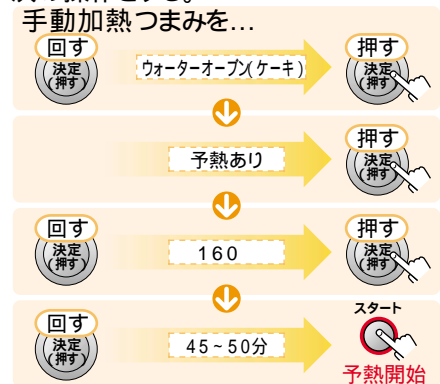 手動加熱つまみを…
回す
決定
(押す)
ウォーターオーブン(ケーキ)
押す
決定
(押す)
予熱あり
押す
決定
(押す)
回す
決定
(押す)
160
押す
決定
(押す)
回す
決定
(押す)
45~50分
スタート
予熱開始